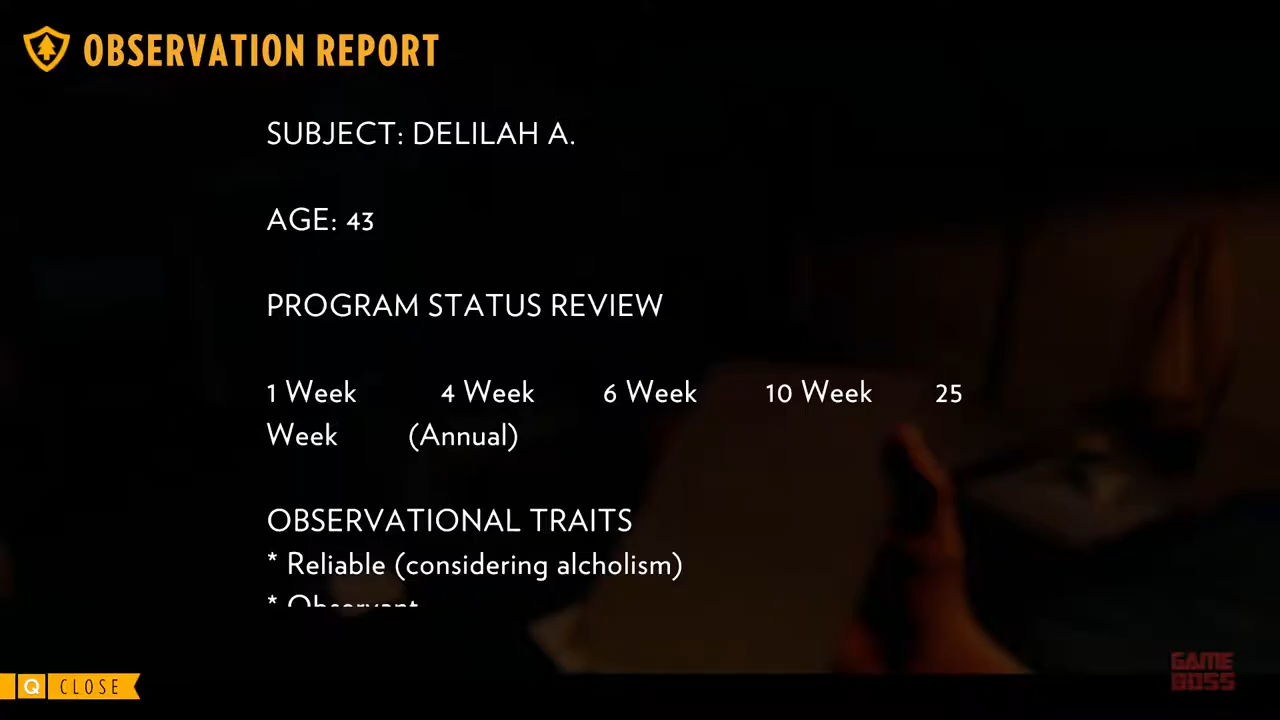 OBSERVATION REPORT
SUBJECT: DELILAH A.
AGE: 43
PROGRAM STATUS REVIEW
1 Week 4 Week 6 Week 10 Week 25
Week (Annual)
OBSERVATIONAL TRAITS
* Reliable (considering alcholism)
* Observant
Q CLOSE
GAME
BOSS